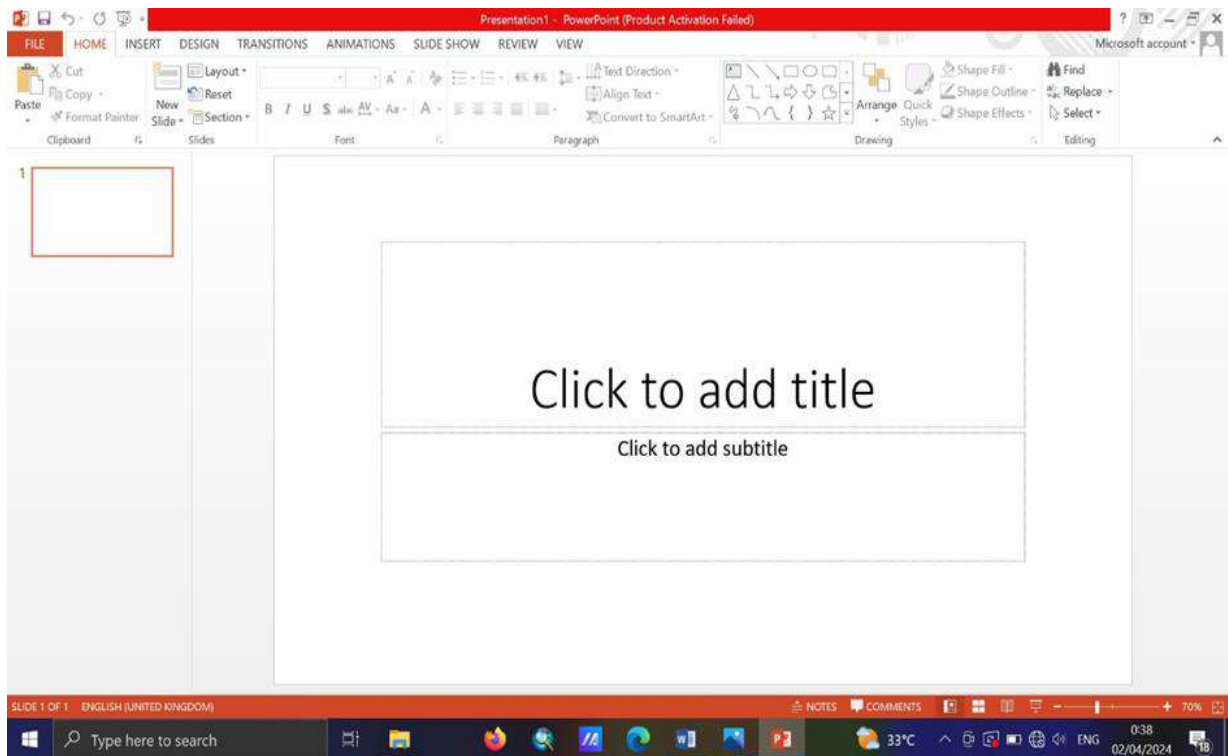 Presentation1 - PowerPoint (Product Activation Failed)
FILE HOME INSERT DESIGN TRANSITIONS ANIMATIONS SLIDE SHOW REVIEW VIEW Microsoft account
Cut
Copy
Format Painter
Paste
Clipboard
New Slide
Layout
Reset
Section
Slides
B I U S abc AV Aa A
Font
Text Direction
Align Text
Convert to SmartArt
Paragraph
Arrange
Quick Styles
Shape Fill
Shape Outline
Shape Effects
Drawing
Find
Replace
Select
Editing
1
Click to add title
Click to add subtitle
SLIDE 1 OF 1 ENGLISH (UNITED KINGDOM) NOTES COMMENTS 70%
Type here to search 33°C ENG 0:38
02/04/2024 18